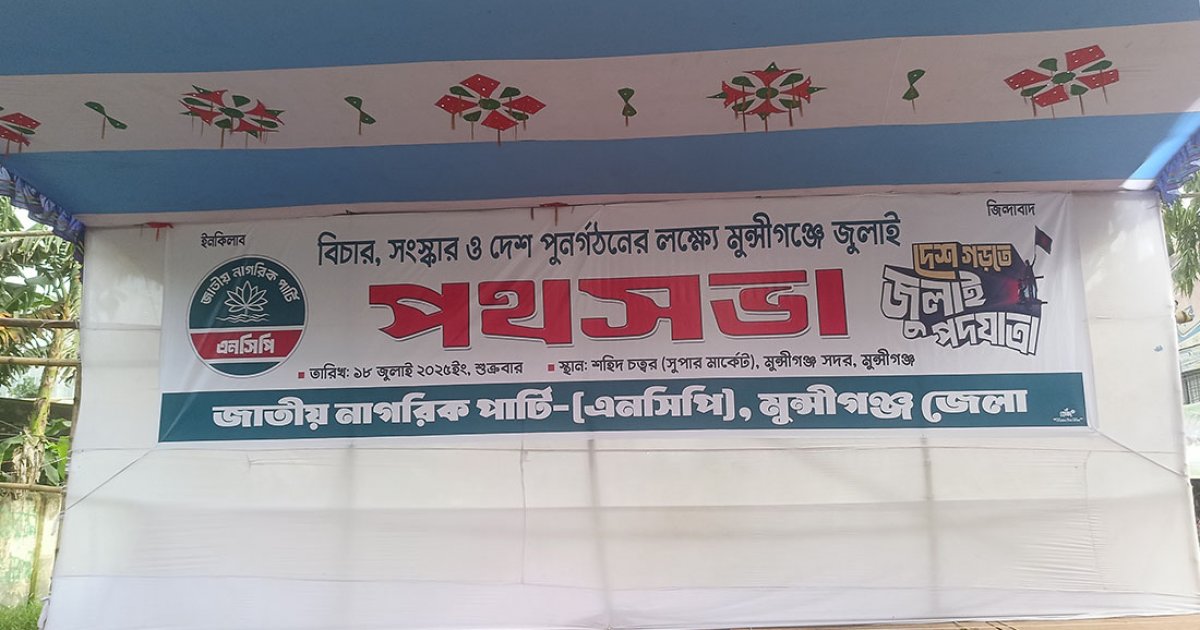 ইনকিলাব
জিন্দাবাদ
বিচার, সংস্কার ও দেশ পুনর্গঠনের লক্ষ্যে মুন্সীগঞ্জে জুলাই
পথসভা
জাতীয় নাগরিক পার্টি
এনসিপি
দেশ গড়তে
জুলাই
পদযাত্রা
তারিখ: ১৮ জুলাই ২০২৫ইং, শুক্রবার
স্থান: শহিদ চত্বর (সুপার মার্কেট), মুন্সীগঞ্জ সদর, মুন্সীগঞ্জ
জাতীয় নাগরিক পার্টি-(এনসিপি), মুন্সীগঞ্জ জেলা